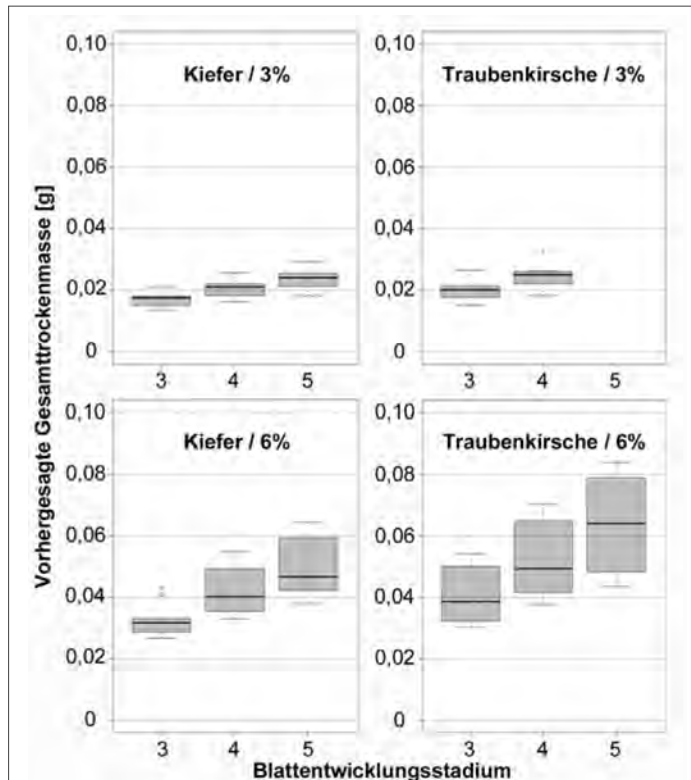 Vorhergesagte Gesamttrockenmasse [g]
0,10
Kiefer / 3%
0,08
0,06
0,04
0,02
0
3 4 5
0,10
Traubenkirsche / 3%
0,08
0,06
0,04
0,02
0
3 4 5
0,10
Kiefer / 6%
0,08
0,06
0,04
0,02
0
3 4 5
0,10
Traubenkirsche / 6%
0,08
0,06
0,04
0,02
0
3 4 5
Blattentwicklungsstadium